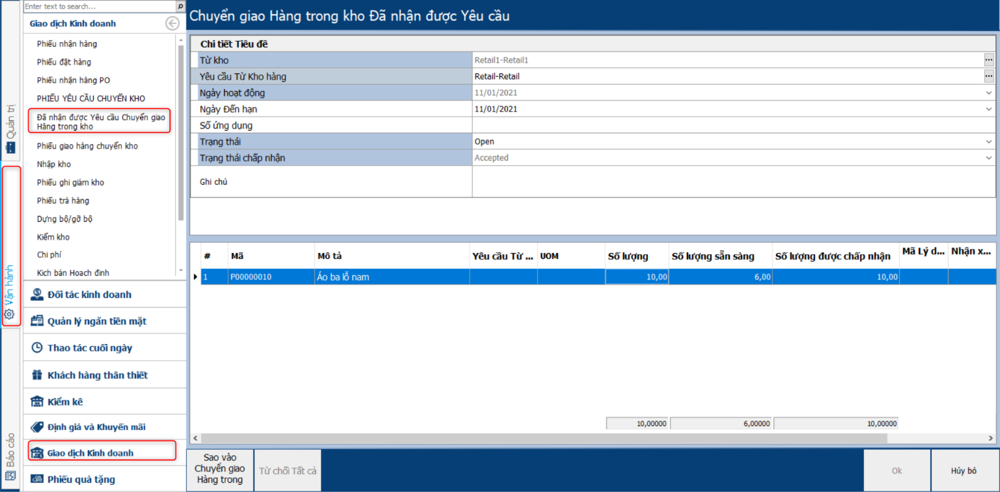 Enter text to search...
Giao dịch Kinh doanh
Phiếu nhận hàng
Phiếu đặt hàng
Phiếu nhận hàng PO
PHIẾU YÊU CẦU CHUYỂN KHO
Đã nhận được Yêu cầu Chuyển giao
Hàng trong kho
Phiếu giao hàng chuyển kho
Nhập kho
Phiếu ghi giảm kho
Phiếu trả hàng
Dựng bộ/gỡ bộ
Kiểm kho
Chi phí
Kịch bản Hoạch định
Đối tác kinh doanh
Quản lý ngăn tiền mặt
Thao tác cuối ngày
Khách hàng thân thiết
Kiểm kê
Định giá và Khuyến mãi
Giao dịch Kinh doanh
Phiếu quà tặng
Quản trị
Vận hành
Báo cáo
Chuyển giao Hàng trong kho Đã nhận được Yêu cầu
Chi tiết Tiêu đề
Từ kho Retail1-Retail1
Yêu cầu Từ Kho hàng Retail-Retail
Ngày hoạt động 11/01/2021
Ngày Đến hạn 11/01/2021
Số ứng dụng
Trạng thái Open
Trạng thái chấp nhận Accepted
Ghi chú
# Mã Mô tả Yêu cầu Từ ... UOM Số lượng Số lượng sẵn sàng Số lượng được chấp nhận Mã Lý d... Nhận x...
1 P00000010 Áo ba lỗ nam 10,00 6,00 10,00
10,00000 6,00000 10,00000
Sao vào
Chuyển giao
Hàng trong
Từ chối Tất cả
Ok
Hủy bỏ